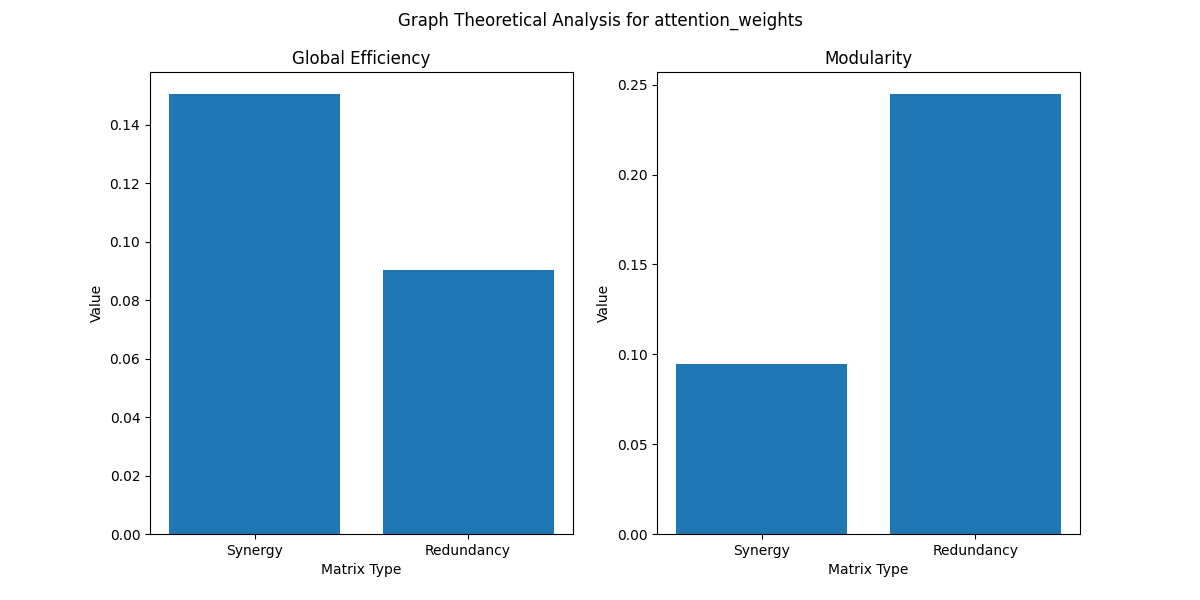 Graph Theoretical Analysis for attention_weights
Global Efficiency
Value
0.14
0.12
0.10
0.08
0.06
0.04
0.02
0.00
Synergy
Redundancy
Matrix Type
Modularity
Value
0.25
0.20
0.15
0.10
0.05
0.00
Synergy
Redundancy
Matrix Type